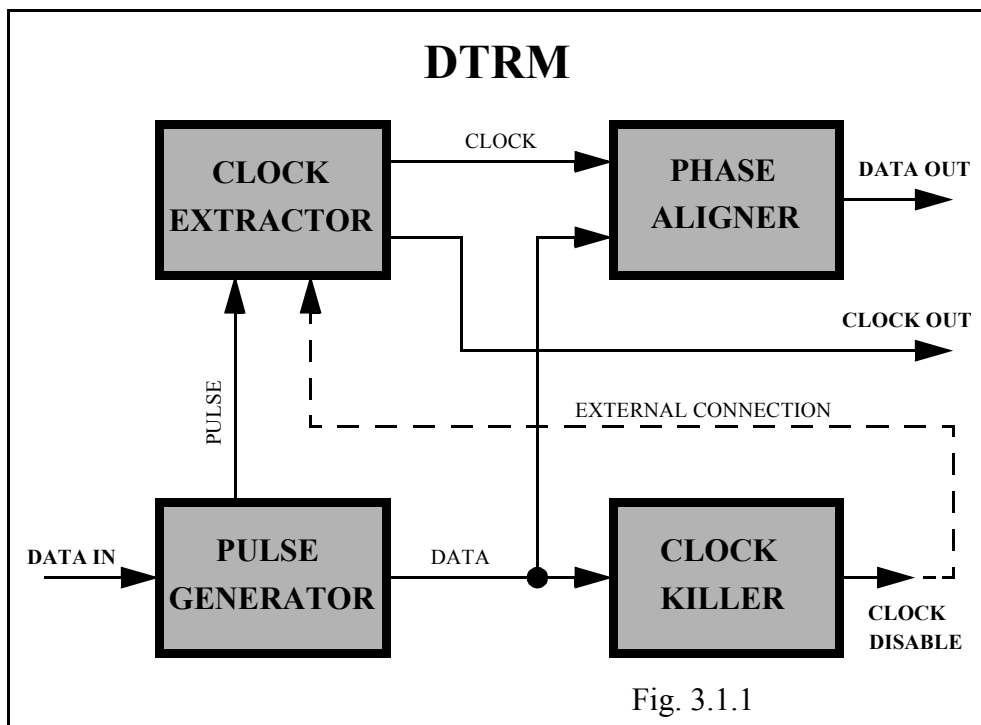 DTRM
CLOCK
CLOCK
EXTRACTOR
PHASE
ALIGNER
DATA OUT
CLOCK OUT
PULSE
EXTERNAL CONNECTION
DATA IN
PULSE
GENERATOR
DATA
CLOCK
KILLER
CLOCK
DISABLE
Fig. 3.1.1